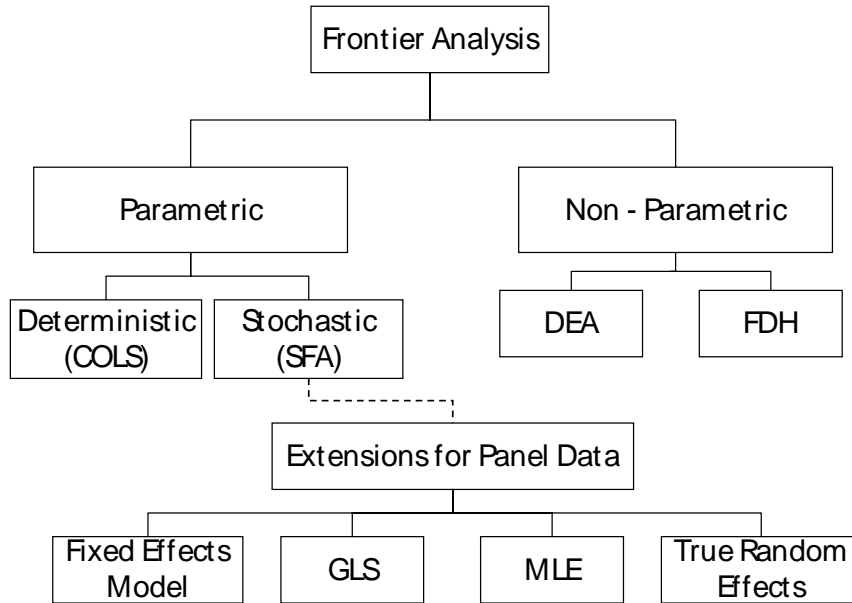 Frontier Analysis
Parametric
Non - Parametric
Deterministic
(COLS)
Stochastic
(SFA)
DEA
FDH
Extensions for Panel Data
Fixed Effects
Model
GLS
MLE
True Random
Effects